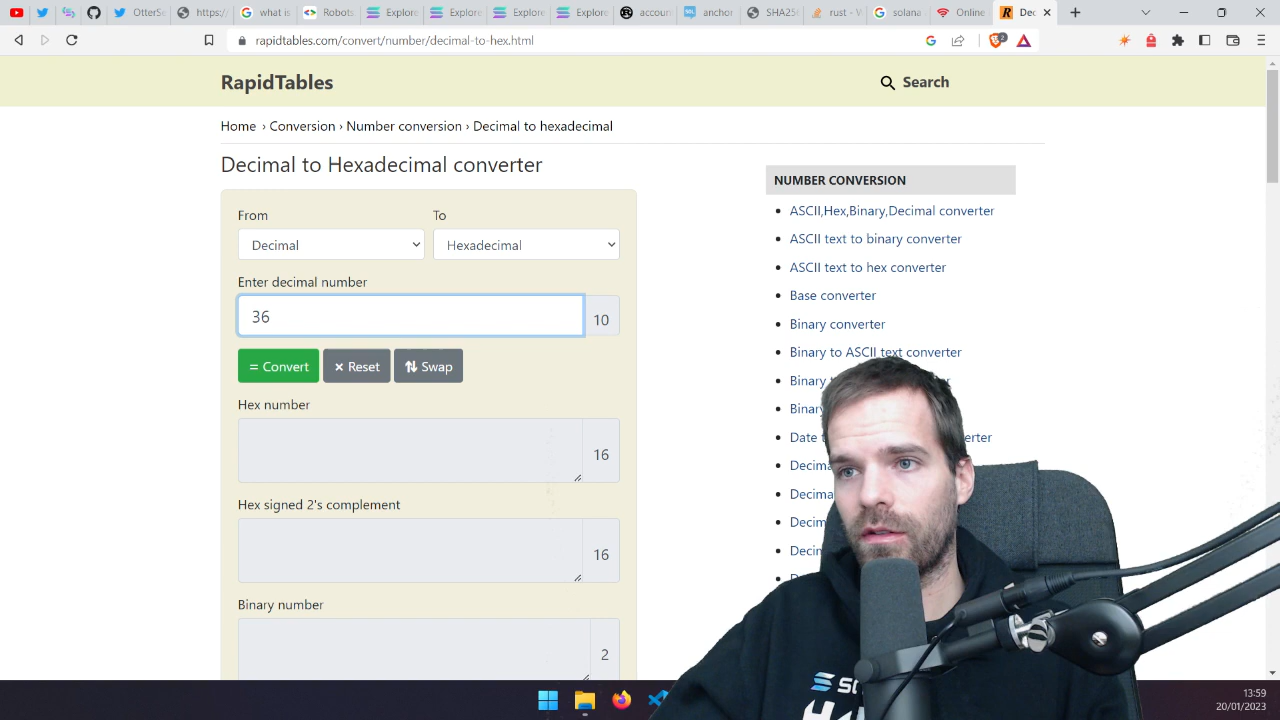 https:/
OtterSe
https:/
what is
Robots
Explore
Explore
Explore
Explore
accoun
anchor
SHA25
rust - V
solana
Online
Dec
rapidtables.com/convert/number/decimal-to-hex.html
2
RapidTables
Search
Home › Conversion › Number conversion › Decimal to hexadecimal
Decimal to Hexadecimal converter
From
To
Decimal
Hexadecimal
Enter decimal number
36
10
= Convert
× Reset
Swap
Hex number
16
Hex signed 2's complement
16
Binary number
2
NUMBER CONVERSION
ASCII,Hex,Binary,Decimal converter
ASCII text to binary converter
ASCII text to hex converter
Base converter
Binary converter
Binary to ASCII text converter
Binary
Binary
Date
Decima
Decima
Decim
Decin
13:59
20/01/2023